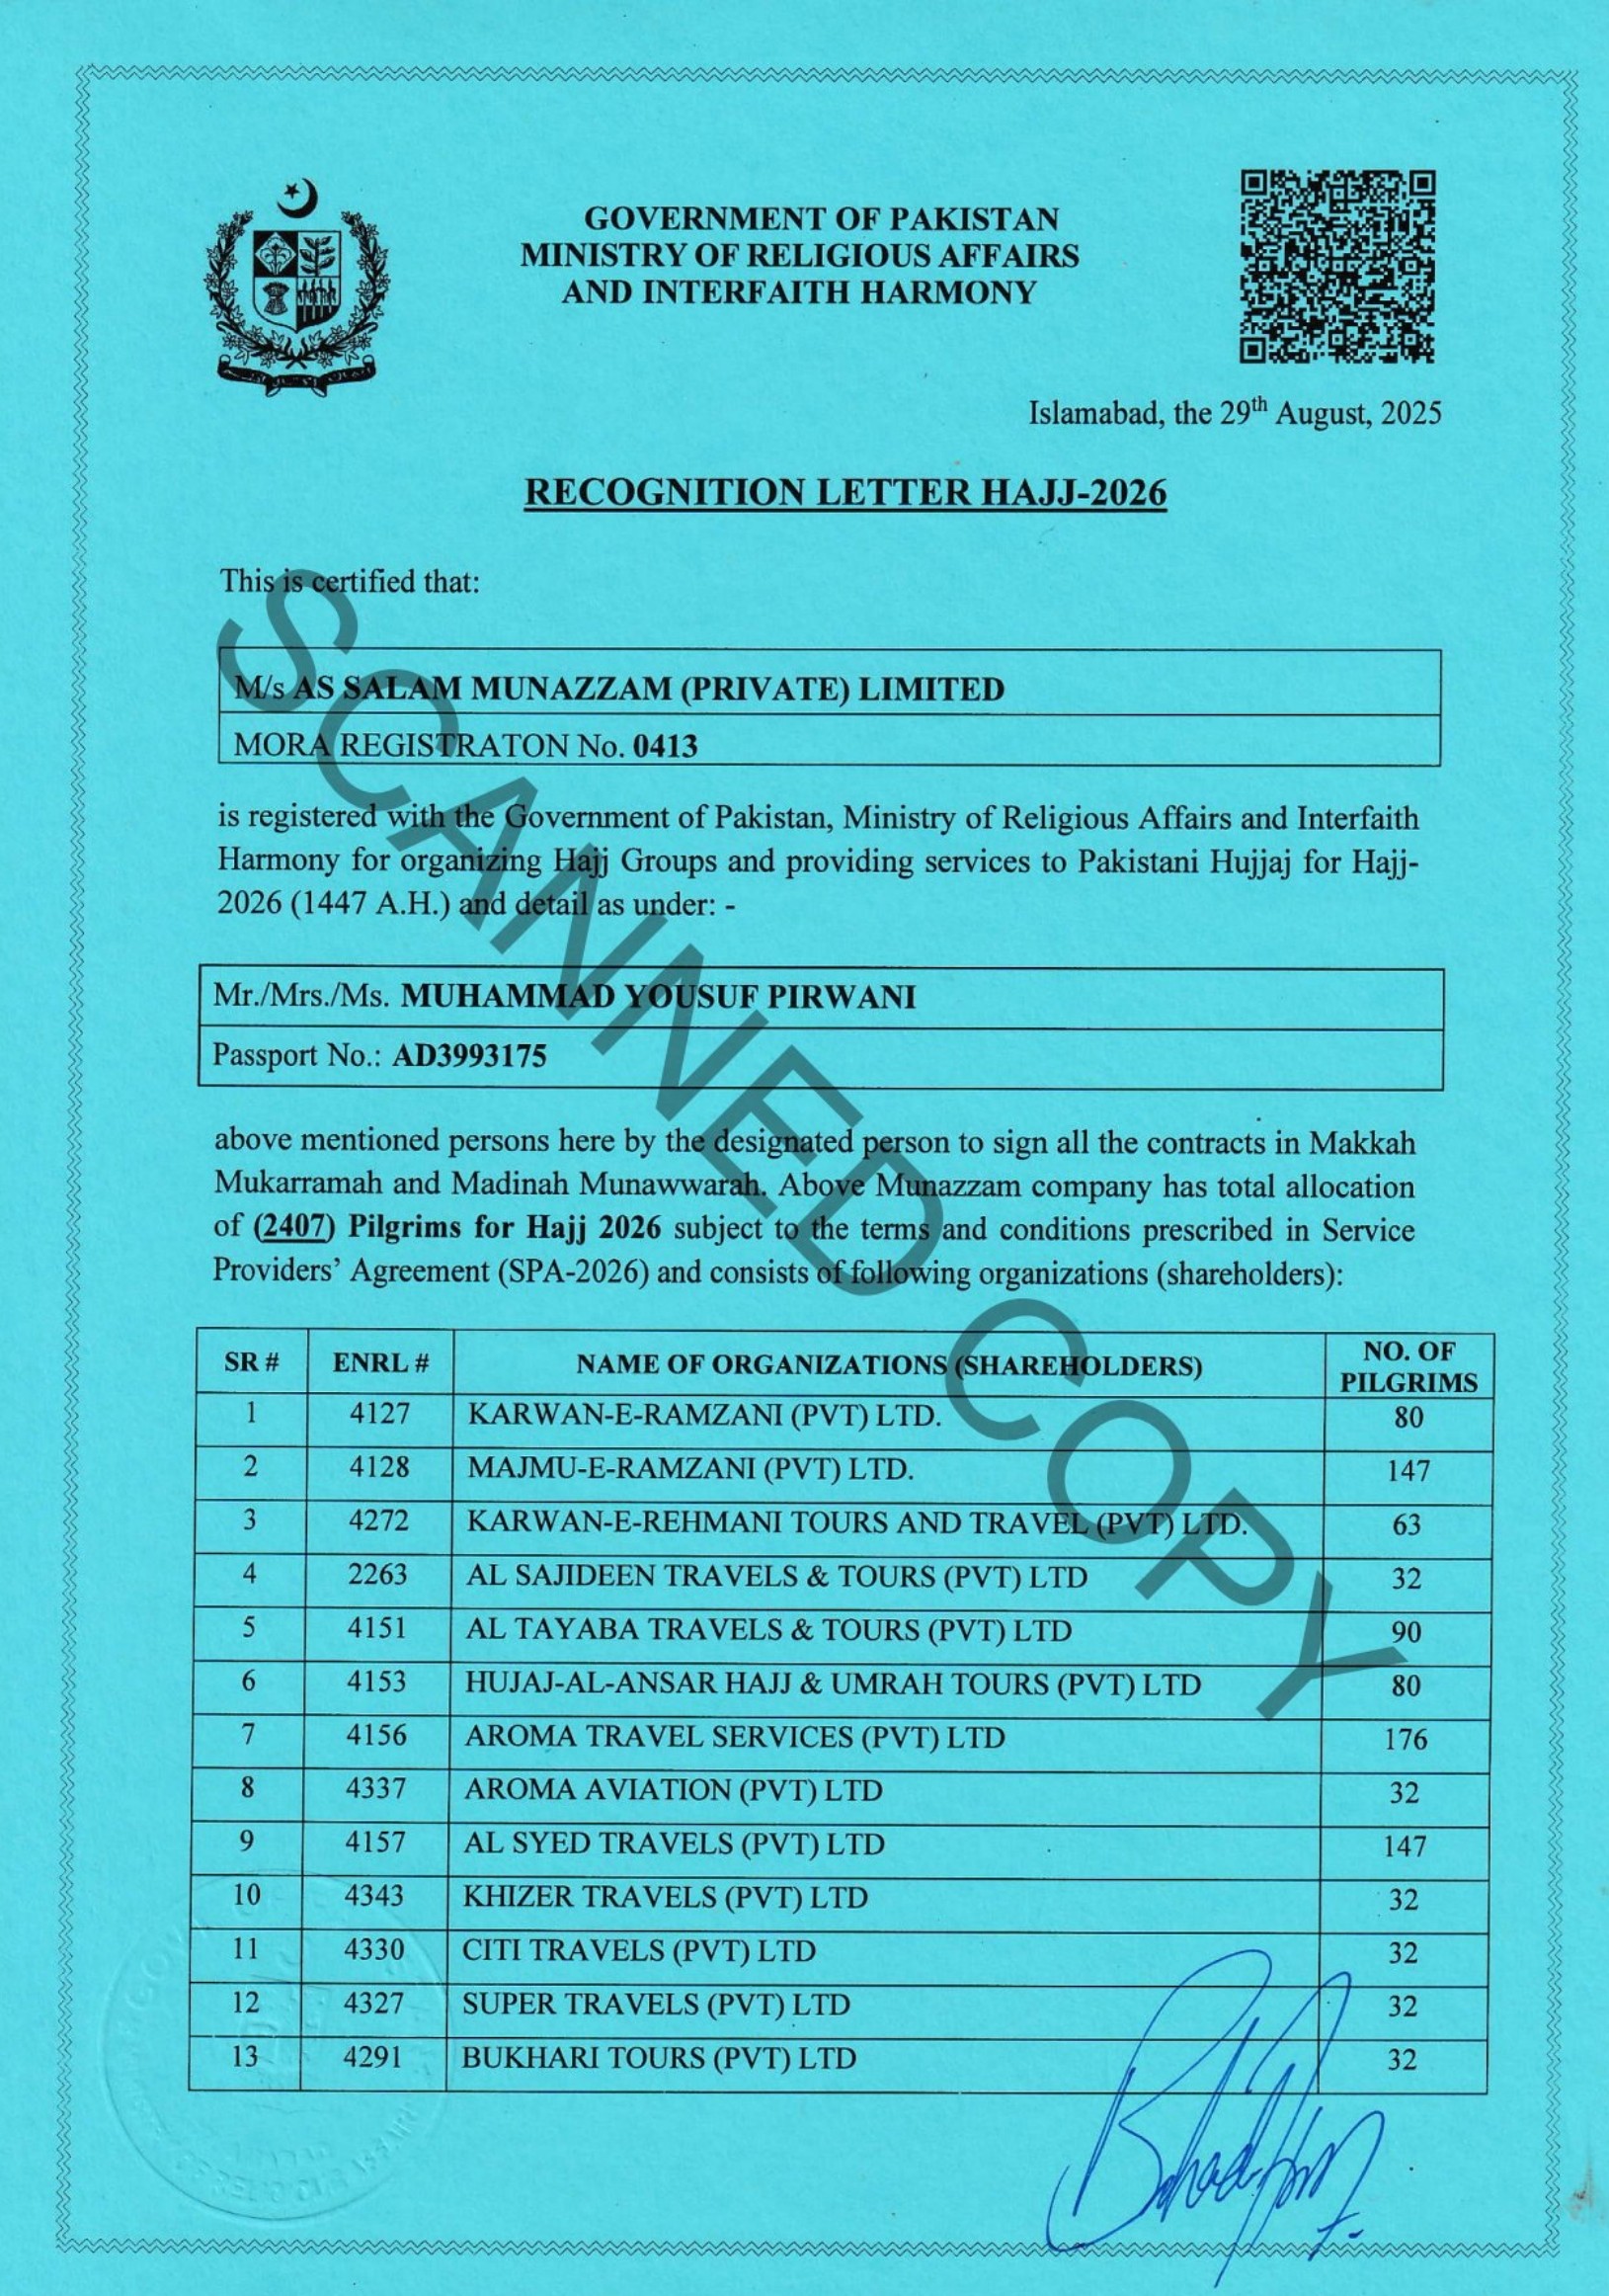 GOVERNMENT OF PAKISTAN
MINISTRY OF RELIGIOUS AFFAIRS
AND INTERFAITH HARMONY
Islamabad, the 29th August, 2025
RECOGNITION LETTER HAJJ-2026
This is certified that:
M/s AS SALAM MUNAZZAM (PRIVATE) LIMITED
MORA REGISTRATON No. 0413
is registered with the Government of Pakistan, Ministry of Religious Affairs and Interfaith
Harmony for organizing Hajj Groups and providing services to Pakistani Hujjaj for Hajj-
2026 (1447 A.H.) and detail as under: -
Mr./Mrs./Ms. MUHAMMAD YOUSUF PIRWANI
Passport No.: AD3993175
above mentioned persons here by the designated person to sign all the contracts in Makkah
Mukarramah and Madinah Munawwarah. Above Munazzam company has total allocation
of (2407) Pilgrims for Hajj 2026 subject to the terms and conditions prescribed in Service
Providers' Agreement (SPA-2026) and consists of following organizations (shareholders):
SR # ENRL # NAME OF ORGANIZATIONS (SHAREHOLDERS) NO. OF PILGRIMS
1 4127 KARWAN-E-RAMZANI (PVT) LTD. 80
2 4128 MAJMU-E-RAMZANI (PVT) LTD. 147
3 4272 KARWAN-E-REHMANI TOURS AND TRAVEL (PVT) LTD. 63
4 2263 AL SAJIDEEN TRAVELS & TOURS (PVT) LTD 32
5 4151 AL TAYABA TRAVELS & TOURS (PVT) LTD 90
6 4153 HUJAJ-AL-ANSAR HAJJ & UMRAH TOURS (PVT) LTD 80
7 4156 AROMA TRAVEL SERVICES (PVT) LTD 176
8 4337 AROMA AVIATION (PVT) LTD 32
9 4157 AL SYED TRAVELS (PVT) LTD 147
10 4343 KHIZER TRAVELS (PVT) LTD 32
11 4330 CITI TRAVELS (PVT) LTD 32
12 4327 SUPER TRAVELS (PVT) LTD 32
13 4291 BUKHARI TOURS (PVT) LTD 32
SCANNED COPY